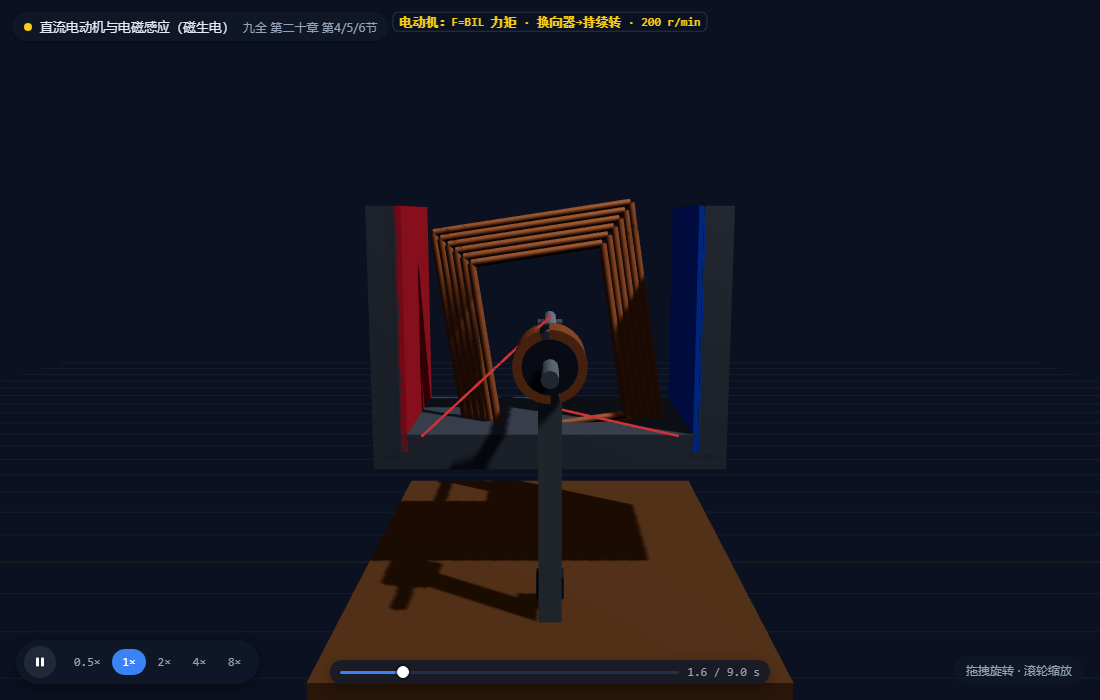 直流电动机与电磁感应（磁生电） 九全 第二十章 第4/5/6节
电动机: F=BIL 力矩 · 换向器→持续转 · 200 r/min
0.5× 1× 2× 4× 8×
1.6 / 9.0 s
拖拽旋转 · 滚轮缩放